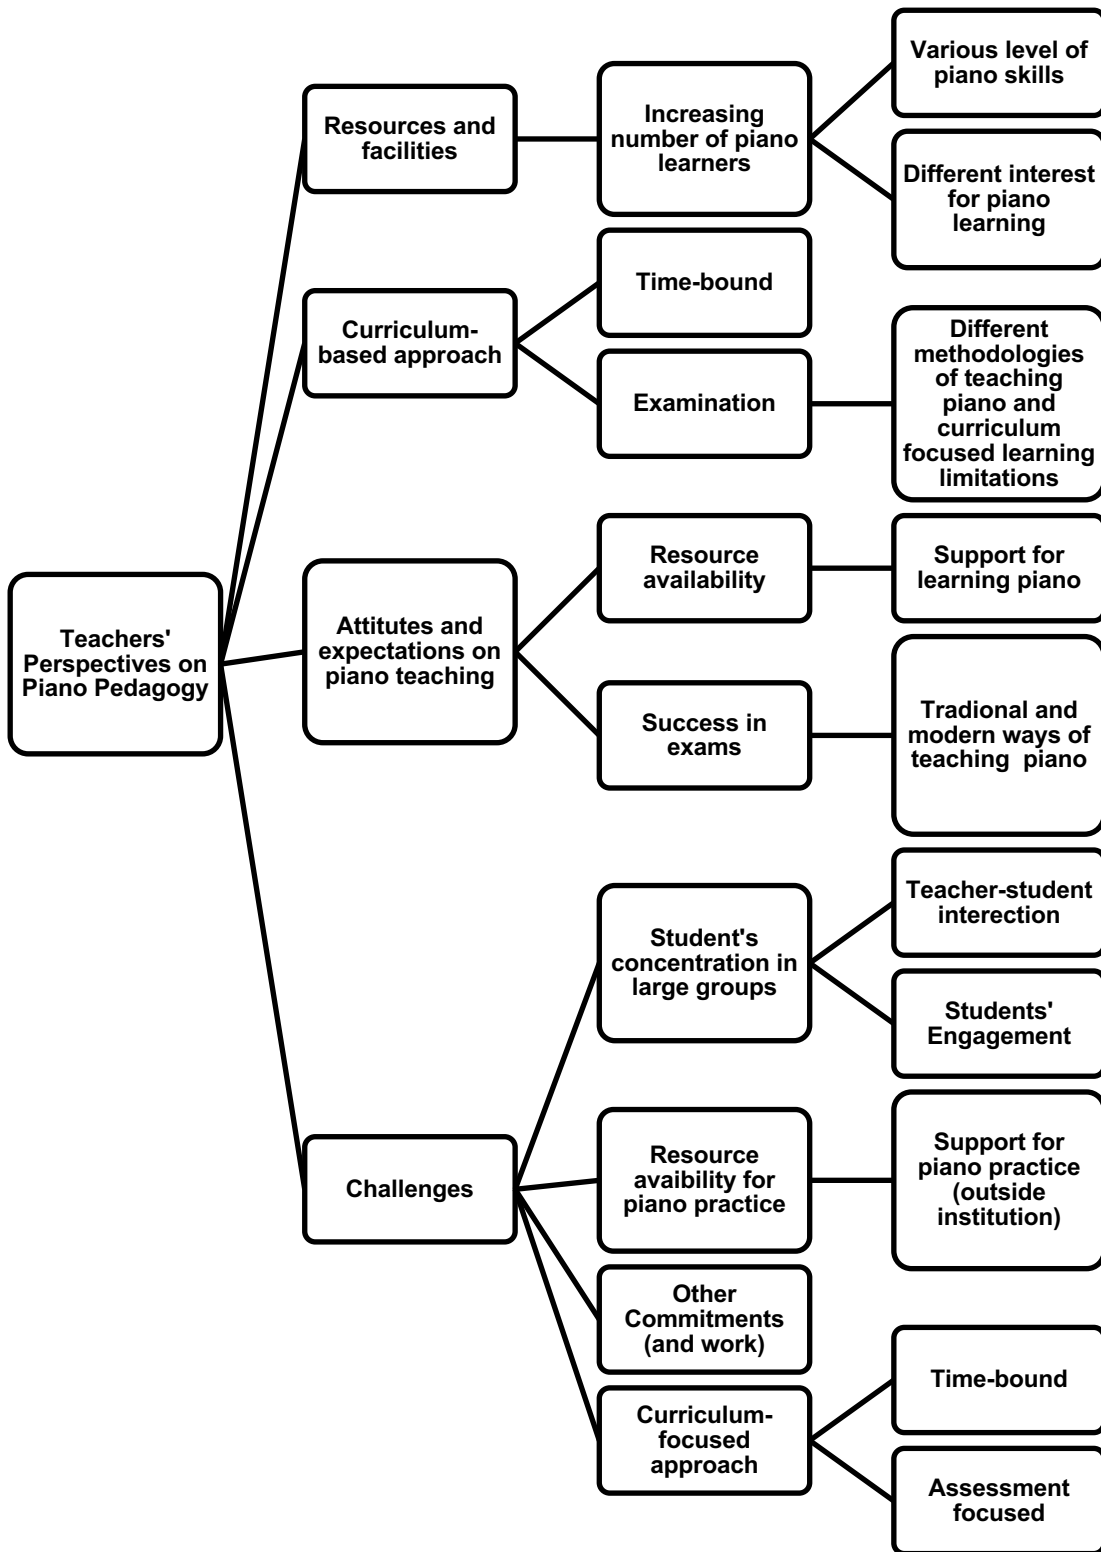 Teachers'
Perspectives on
Piano Pedagogy
Resources and
facilities
Increasing
number of piano
learners
Various level of
piano skills
Different interest
for piano
learning
Curriculum-
based approach
Time-bound
Examination
Different
methodologies
of teaching
piano and
curriculum
focused learning
limitations
Attitutes and
expectations on
piano teaching
Resource
availability
Support for
learning piano
Success in
exams
Tradional and
modern ways of
teaching  piano
Challenges
Student's
concentration in
large groups
Teacher-student
interection
Students'
Engagement
Resource
avaibility for
piano practice
Support for
piano practice
(outside
institution)
Other
Commitments
(and work)
Curriculum-
focused
approach
Time-bound
Assessment
focused